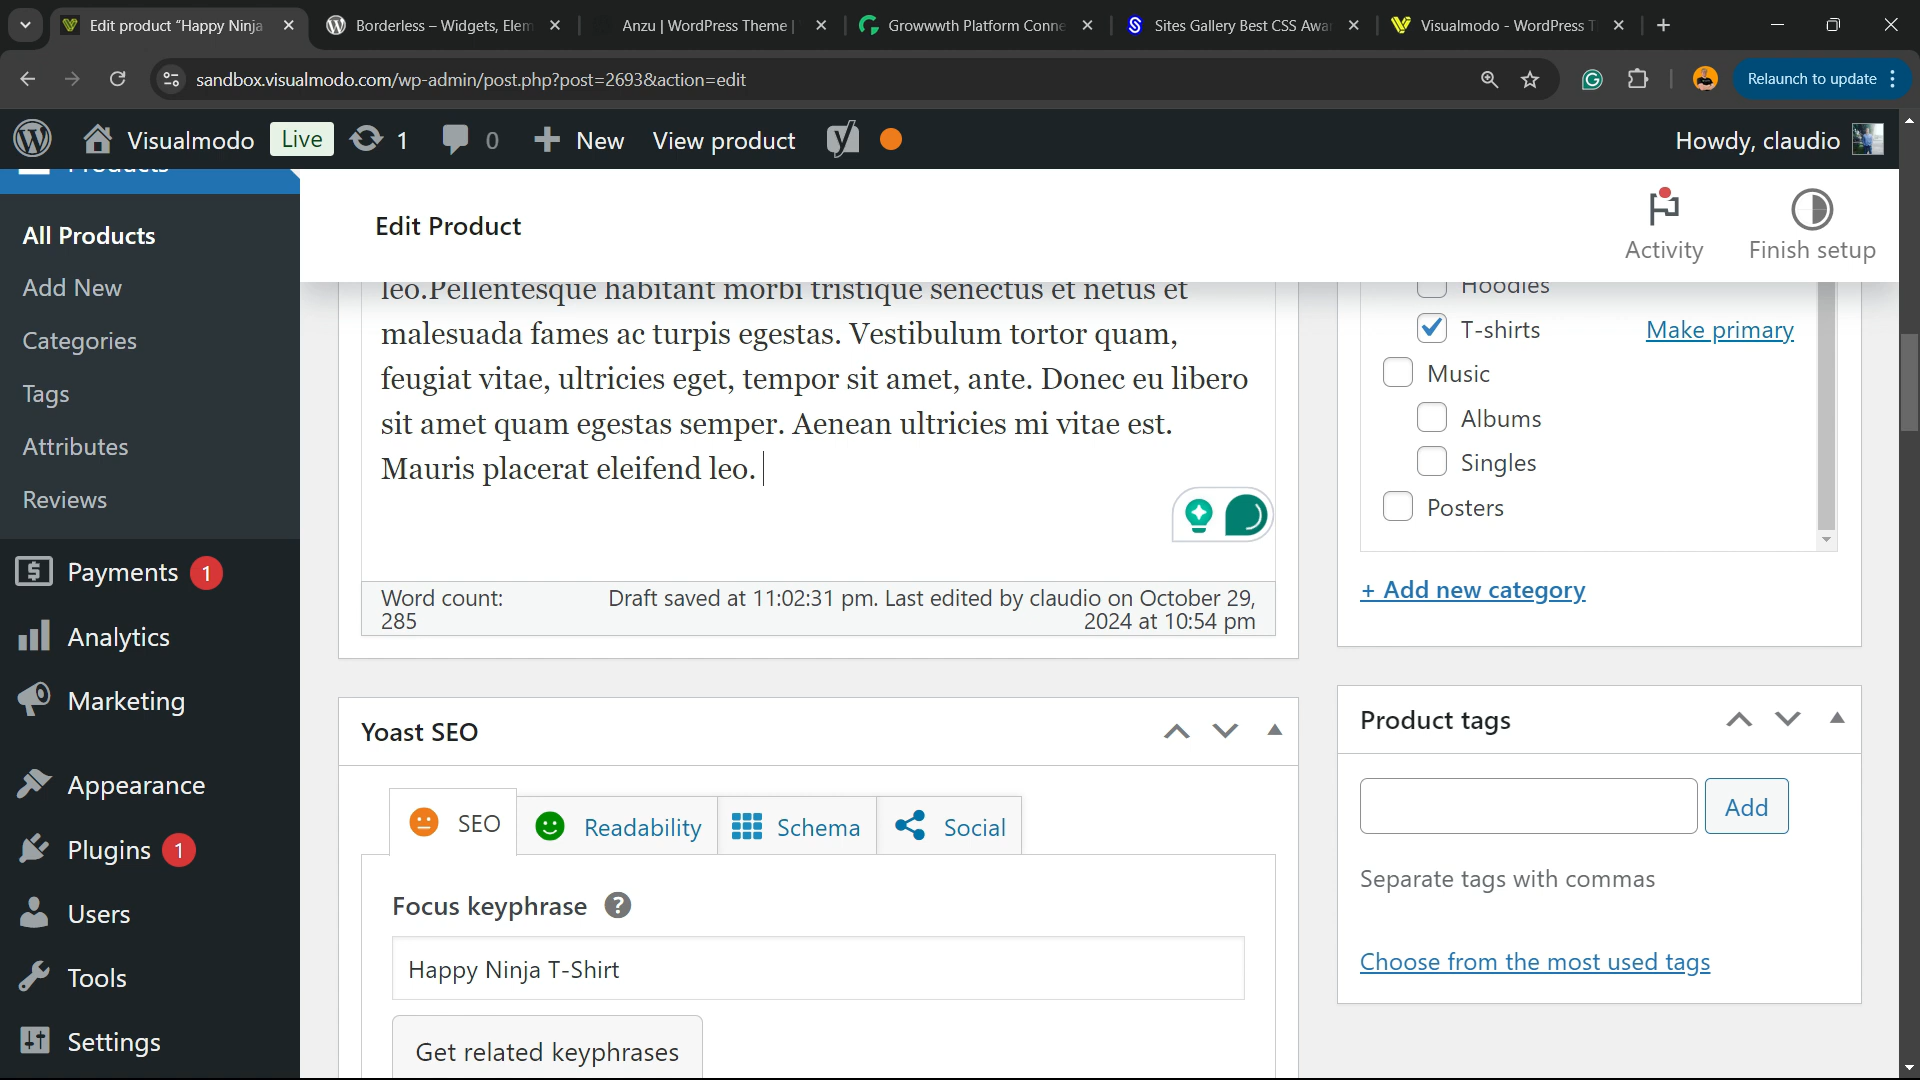 Edit product “Happy Ninja
Borderless – Widgets, Elem
Anzu | WordPress Theme |
Growwwth Platform Conne
Sites Gallery Best CSS Awar
Visualmodo - WordPress T
sandbox.visualmodo.com/wp-admin/post.php?post=2693&action=edit
Relaunch to update
Visualmodo
Live
1
0
New
View product
Howdy, claudio
Products
All Products
Add New
Categories
Tags
Attributes
Reviews
Payments 1
Analytics
Marketing
Appearance
Plugins 1
Users
Tools
Settings
Edit Product
Activity
Finish setup
leo.Pellentesque habitant morbi tristique senectus et netus et
malesuada fames ac turpis egestas. Vestibulum tortor quam,
feugiat vitae, ultricies eget, tempor sit amet, ante. Donec eu libero
sit amet quam egestas semper. Aenean ultricies mi vitae est.
Mauris placerat eleifend leo.
Word count:
285
Draft saved at 11:02:31 pm. Last edited by claudio on October 29,
2024 at 10:54 pm
Yoast SEO
SEO
Readability
Schema
Social
Focus keyphrase
Happy Ninja T-Shirt
Get related keyphrases
Hoodies
T-shirts
Make primary
Music
Albums
Singles
Posters
+ Add new category
Product tags
Add
Separate tags with commas
Choose from the most used tags